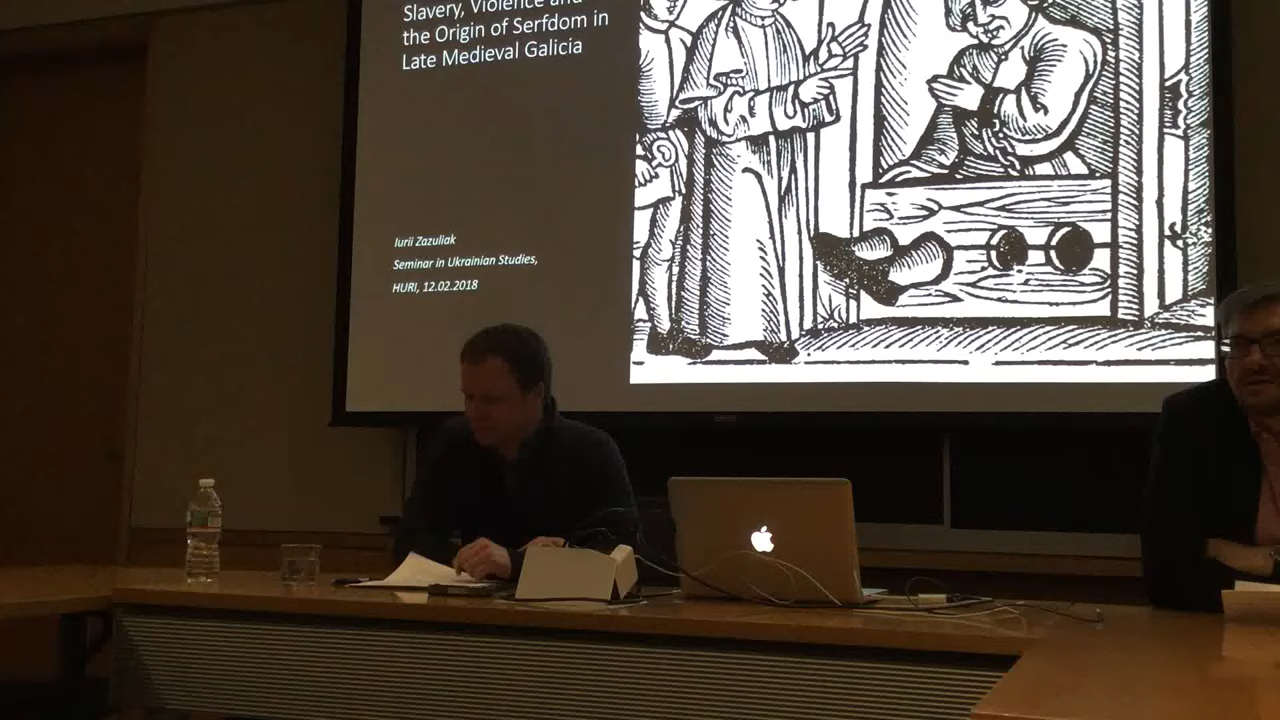 Slavery, Violence and
the Origin of Serfdom in
Late Medieval Galicia
Iurii Zazuliak
Seminar in Ukrainian Studies,
HURI, 12.02.2018